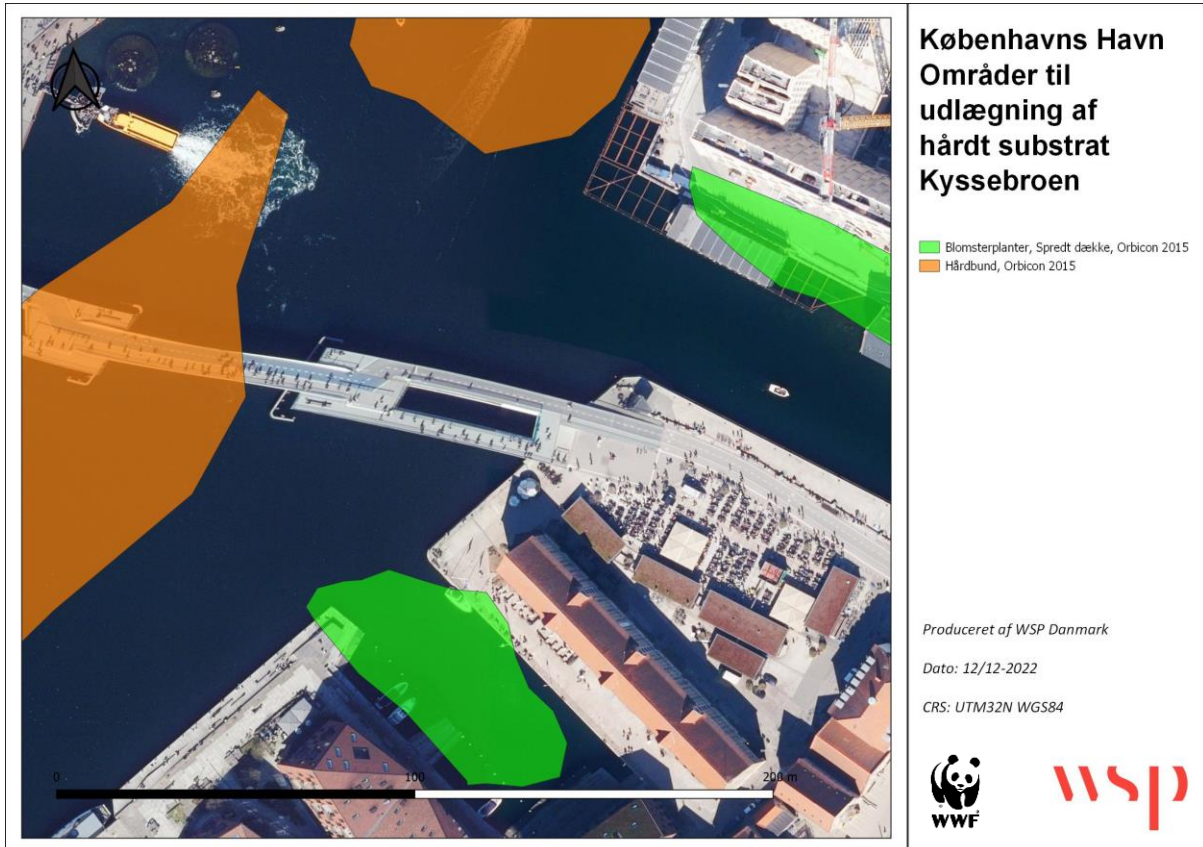 Københavns Havn
Områder til
udlægning af
hårdt substrat
Kyssebroen
Blomsterplanter, Spredt dække, Orbicon 2015
Hårdbund, Orbicon 2015
0 100 200 m
Produceret af WSP Danmark
Dato: 12/12-2022
CRS: UTM32N WGS84
WWF
wsp